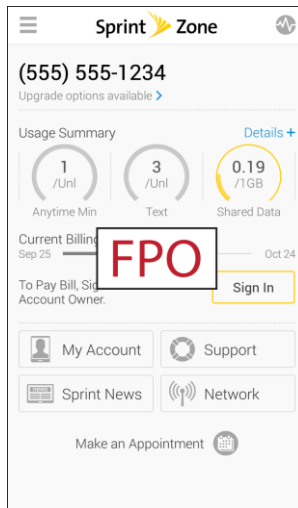 Sprint Zone
(555) 555-1234
Upgrade options available >
Usage Summary
Details +
1
/Unl
3
/Unl
0.19
/1GB
Anytime Min
Text
Shared Data
Current Billing
Sep 25
Oct 24
FPO
To Pay Bill,
Account Owner.
Sign In
My Account
Support
NEWS
Sprint News
Network
Make an Appointment